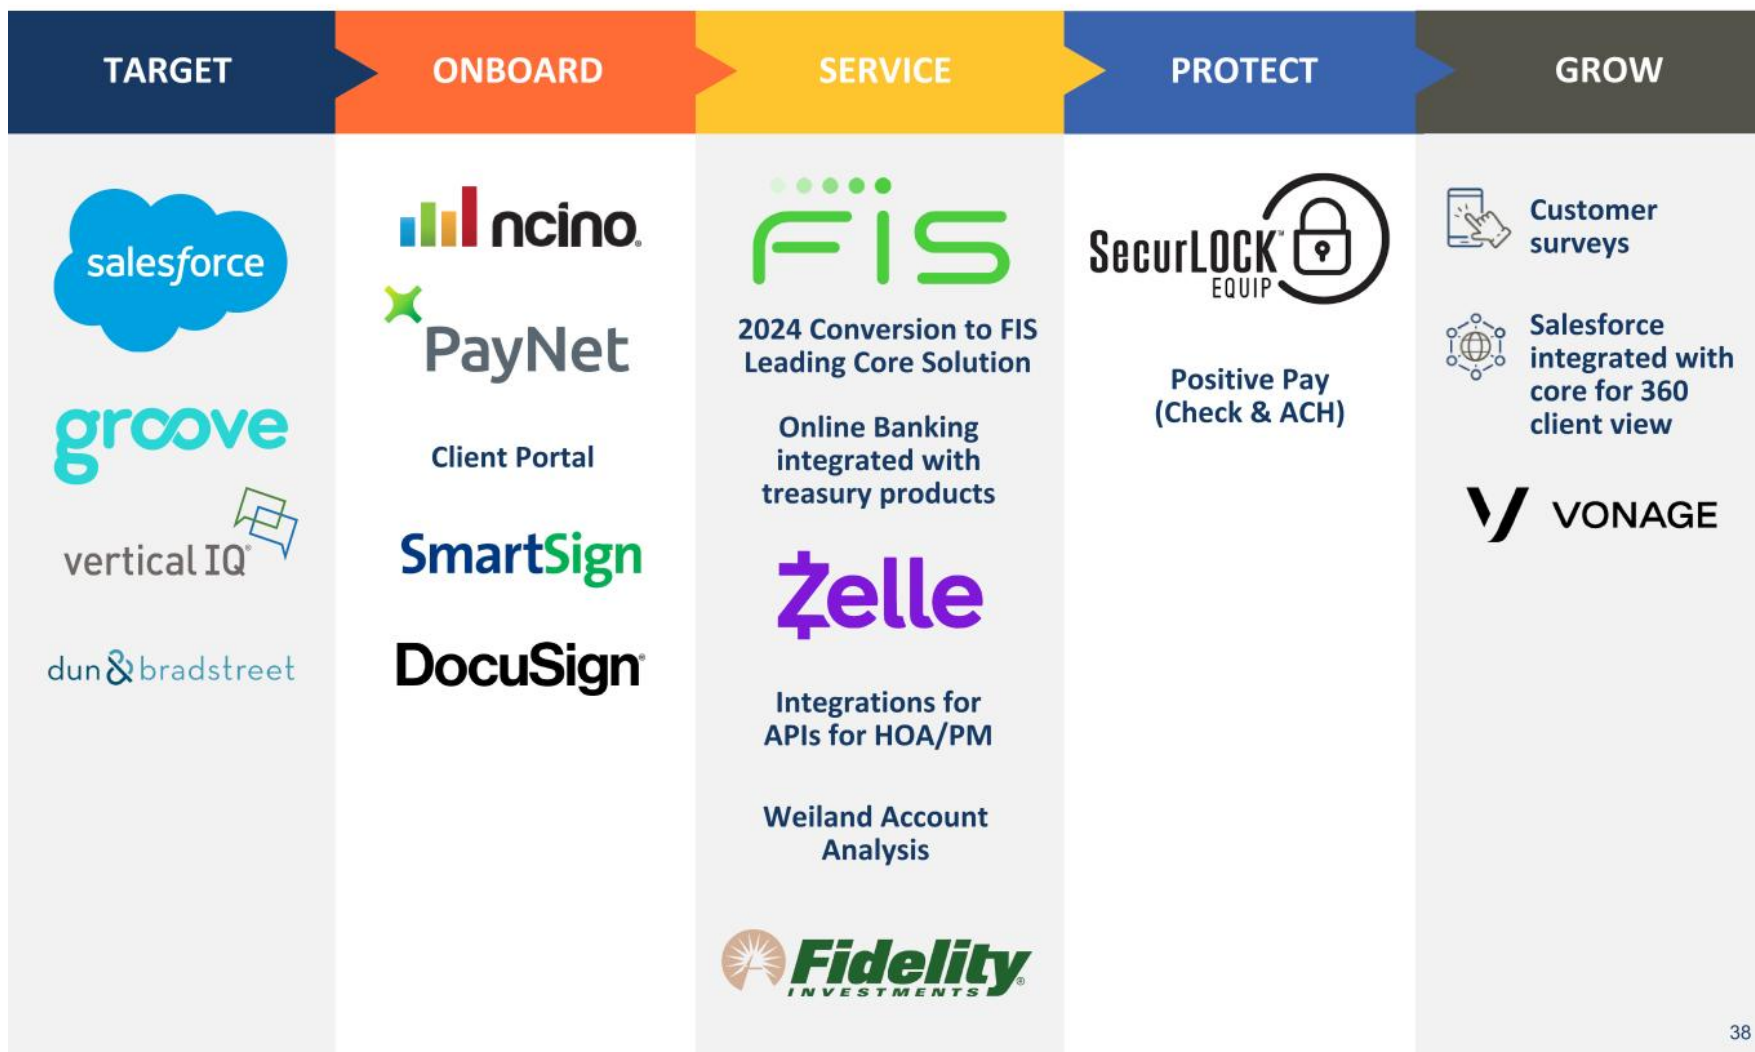 TARGET
ONBOARD
SERVICE
PROTECT
GROW
salesforce
groove
vertical IQ®
dun & bradstreet
ncino®
PayNet
Client Portal
SmartSign
DocuSign®
FIS
2024 Conversion to FIS
Leading Core Solution
Online Banking
integrated with
treasury products
Zelle
Integrations for
APIs for HOA/PM
Weiland Account
Analysis
Fidelity®
INVESTMENTS
SecurLOCK™
EQUIP
Positive Pay
(Check & ACH)
Customer
surveys
Salesforce
integrated with
core for 360
client view
VONAGE
38